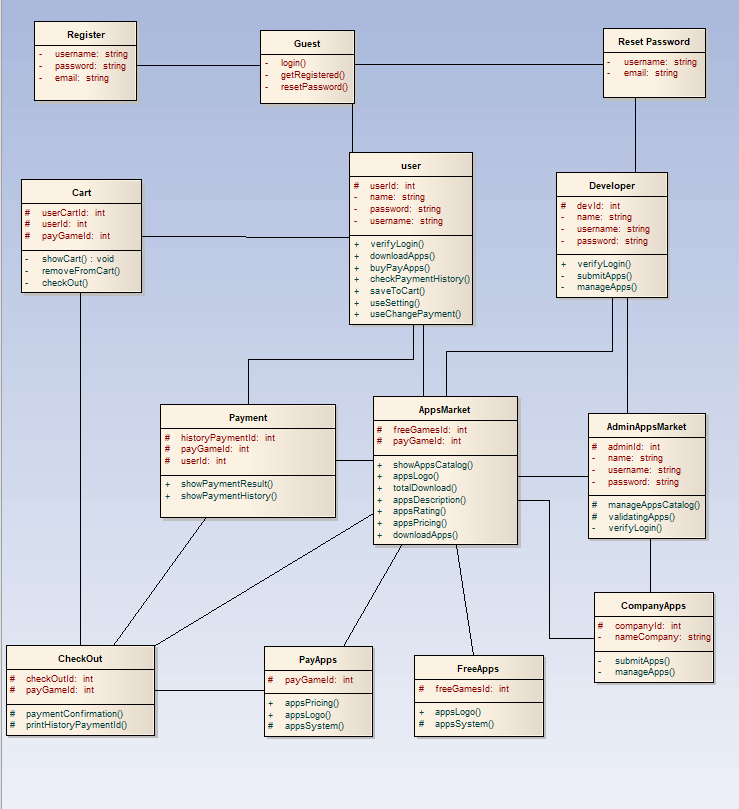 Register
- username: string
- password: string
- email: string
Guest
- login()
- getRegistered()
- resetPassword()
Reset Password
- username: string
- email: string
user
# userId: int
- name: string
- password: string
- username: string
+ verifyLogin()
+ downloadApps()
+ buyPayApps()
+ checkPaymentHistory()
+ saveToCart()
+ useSetting()
+ useChangePayment()
Cart
# userCartId: int
# userId: int
# payGameId: int
- showCart() : void
- removeFromCart()
- checkOut()
Developer
# devId: int
- name: string
- username: string
- password: string
+ verifyLogin()
- submitApps()
- manageApps()
Payment
# historyPaymentId: int
# payGameId: int
# userId: int
+ showPaymentResult()
+ showPaymentHistory()
AppsMarket
# freeGamesId: int
# payGameId: int
+ showAppsCatalog()
+ appsLogo()
+ totalDownload()
+ appsDescription()
+ appsRating()
+ appsPricing()
+ downloadApps()
AdminAppsMarket
# adminId: int
- name: string
- username: string
- password: string
# manageAppsCatalog()
# validatingApps()
- verifyLogin()
CompanyApps
# companyId: int
- nameCompany: string
- submitApps()
- manageApps()
CheckOut
# checkOutId: int
# payGameId: int
# paymentConfirmation()
# printHistoryPaymentId()
PayApps
# payGameId: int
+ appsPricing()
+ appsLogo()
# appsSystem()
FreeApps
# freeGamesId: int
+ appsLogo()
# appsSystem()